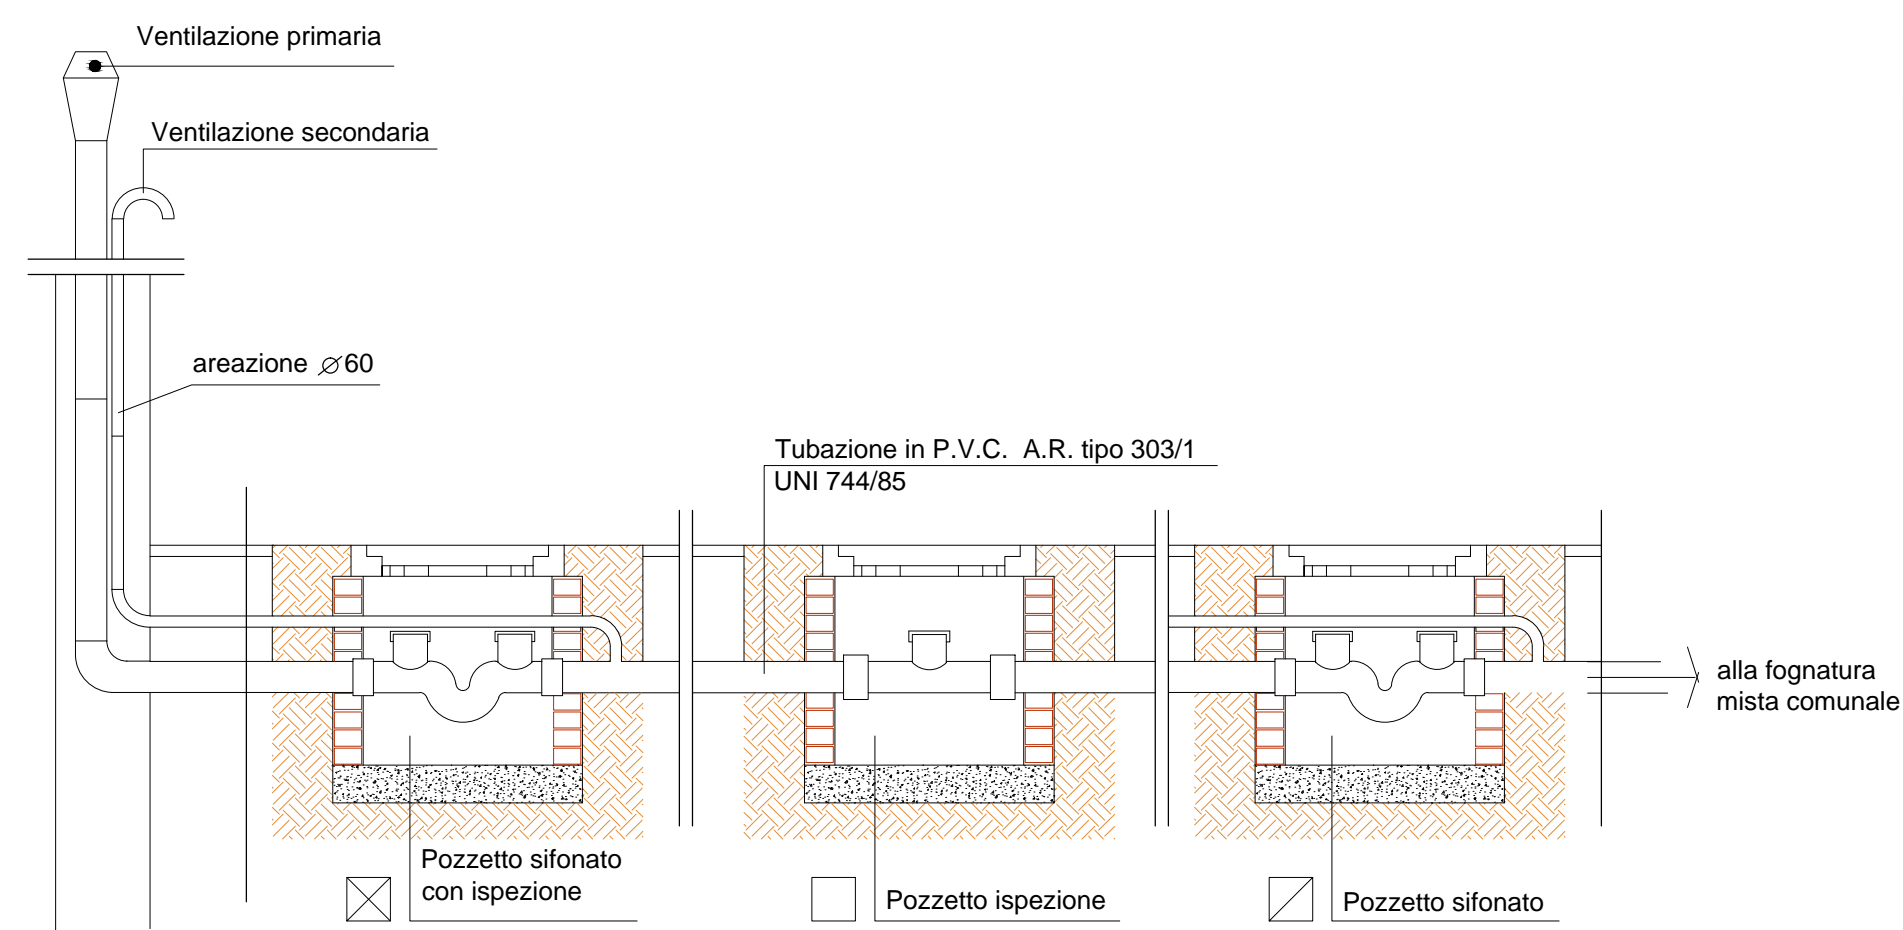 Ventilazione primaria
Ventilazione secondaria
areazione ⌀60
Tubazione in P.V.C. A.R. tipo 303/1
UNI 744/85
alla fognatura
mista comunale
Pozzetto sifonato
con ispezione
Pozzetto ispezione
Pozzetto sifonato